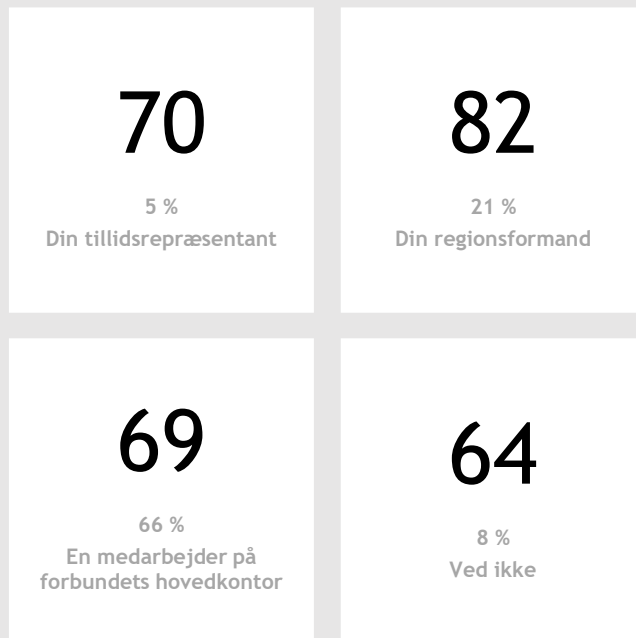 70
5 %
Din tillidsrepræsentant
82
21 %
Din regionsformand
69
66 %
En medarbejder på
forbundets hovedkontor
64
8 %
Ved ikke